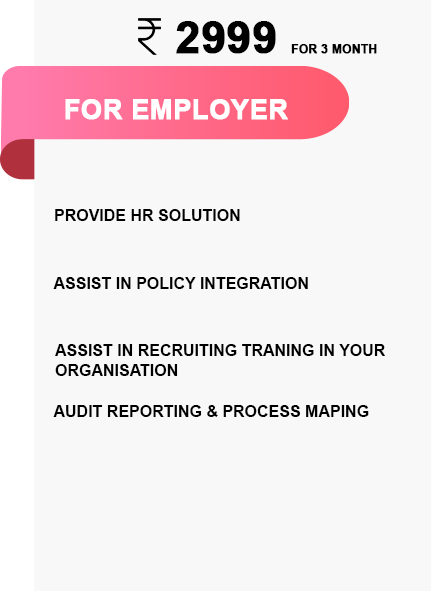 ₹ 2999 FOR 3 MONTH
FOR EMPLOYER
PROVIDE HR SOLUTION
ASSIST IN POLICY INTEGRATION
ASSIST IN RECRUITING TRANING IN YOUR
ORGANISATION
AUDIT REPORTING & PROCESS MAPING